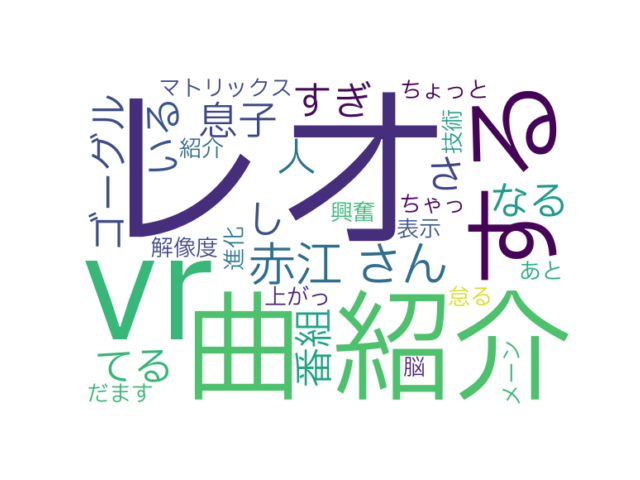 マトリックス
ちょっと
すぎ
ゴーグル
いる
息子
レオ
する
技術
紹介
人
さ
なる
興奮
ちゃっ
し
表示
解像度
進化
赤江
さん
vr
あと
上がっ
怠る
曲
紹介
番組
てる
脳
メーン
だます